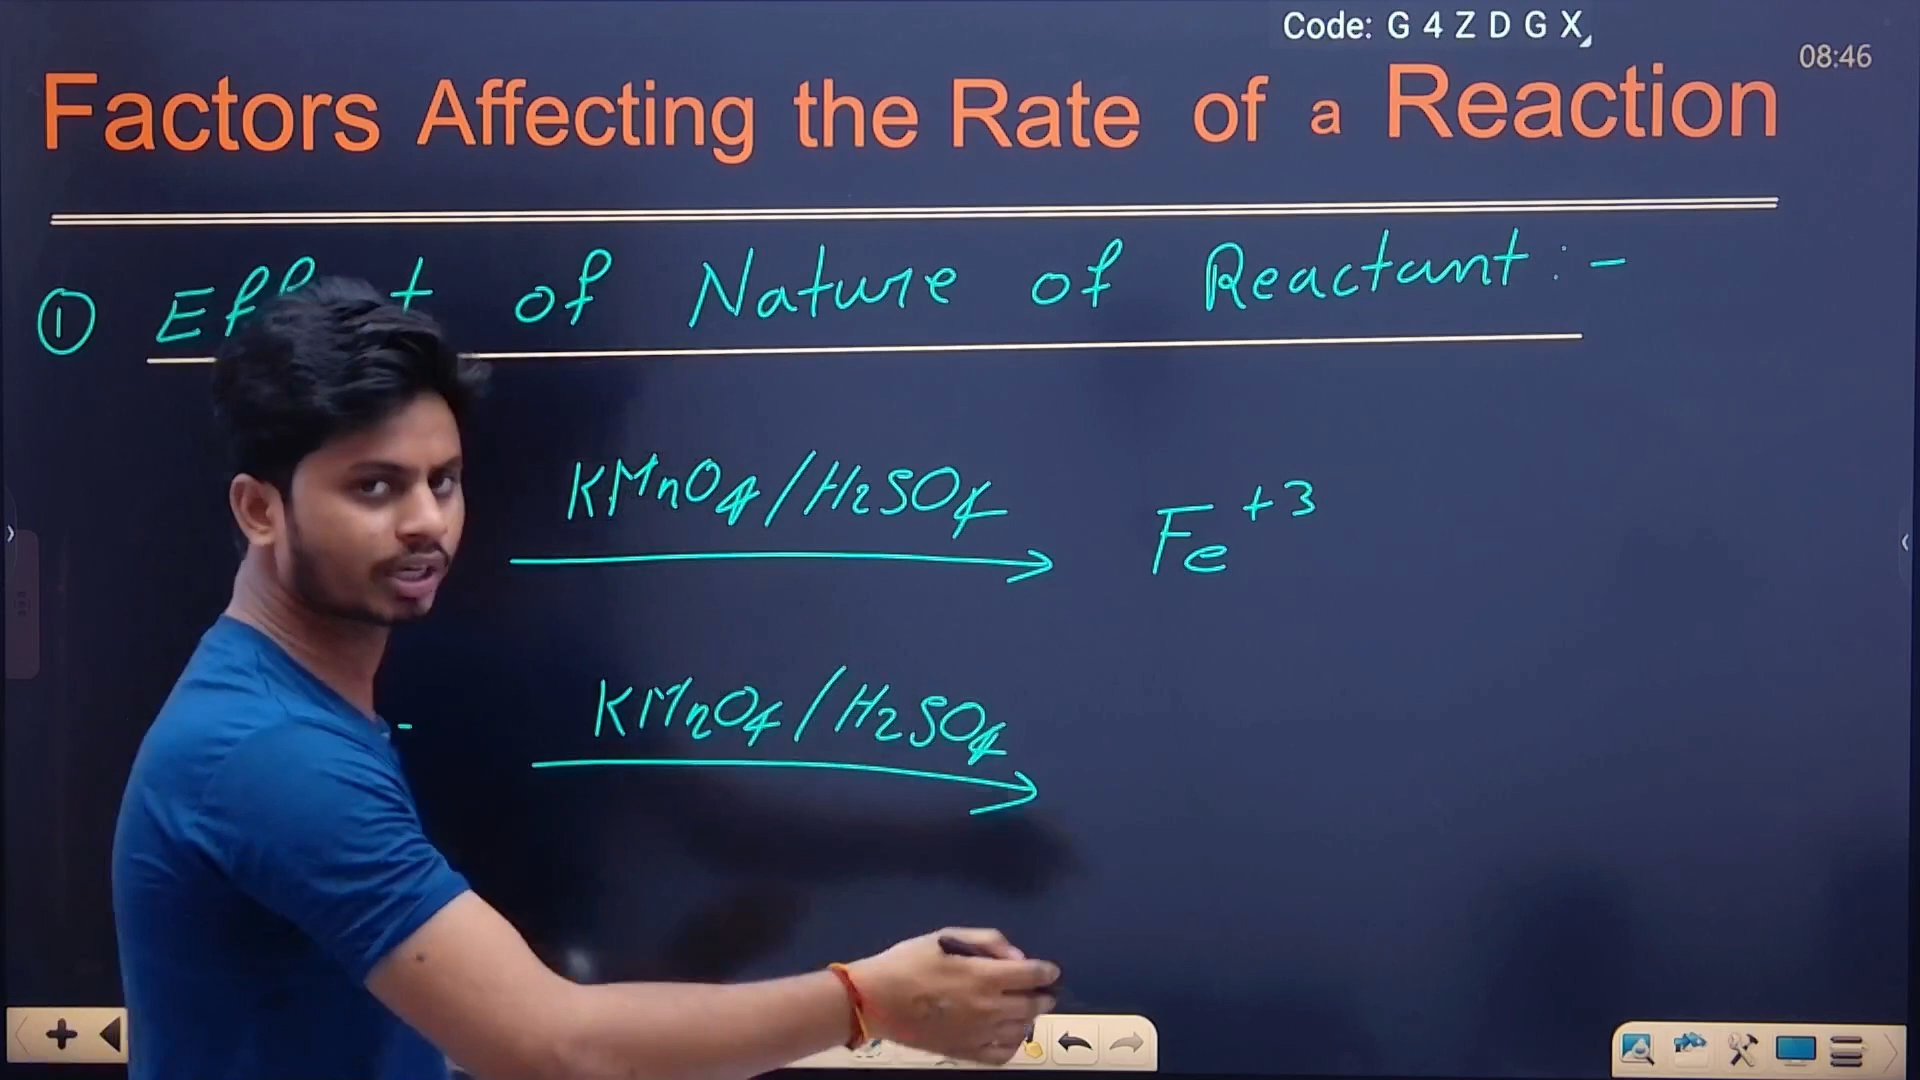 Code: G 4 Z D G X
08:46
Factors Affecting the Rate of a Reaction
① Effect of Nature of Reactant :-
KMnO4/H2SO4
Fe+3
KMnO4/H2SO4